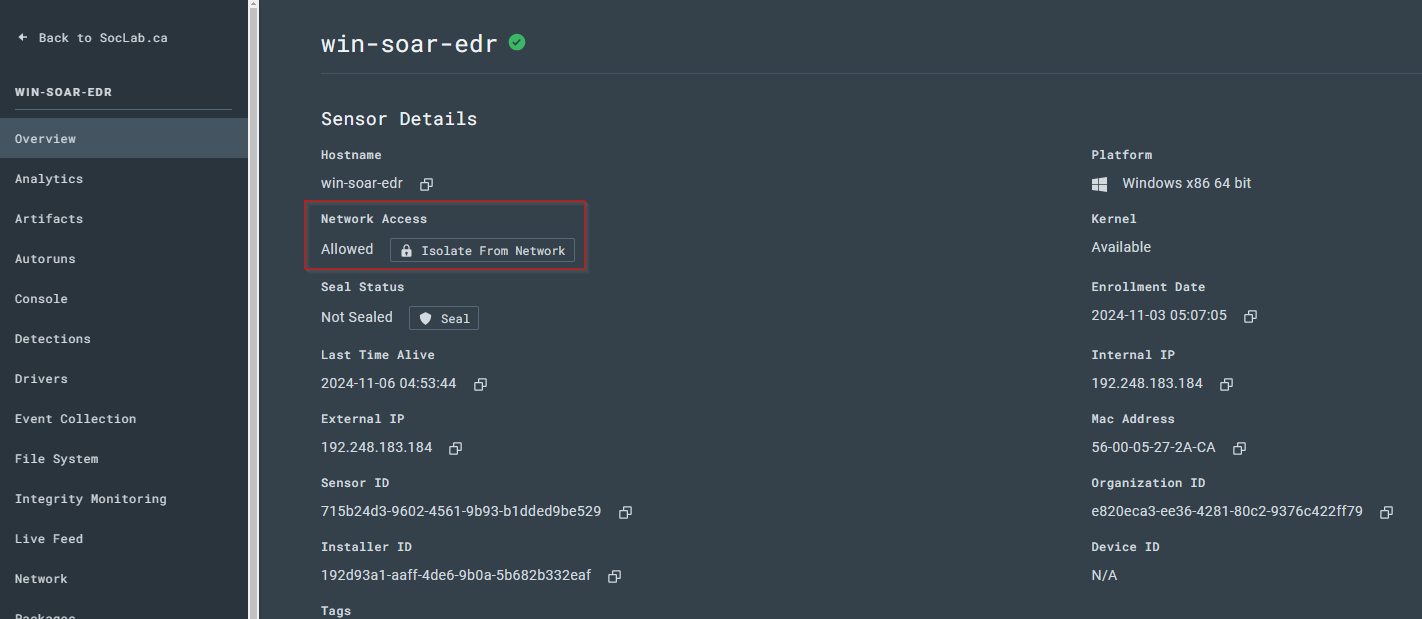 Back to SocLab.ca
WIN-SOAR-EDR
Overview
Analytics
Artifacts
Autoruns
Console
Detections
Drivers
Event Collection
File System
Integrity Monitoring
Live Feed
Network
Packages
win-soar-edr
Sensor Details
Hostname
win-soar-edr
Network Access
Allowed Isolate From Network
Seal Status
Not Sealed Seal
Last Time Alive
2024-11-06 04:53:44
External IP
192.248.183.184
Sensor ID
715b24d3-9602-4561-9b93-b1dded9be529
Installer ID
192d93a1-aaff-4de6-9b0a-5b682b332eaf
Tags
Platform
Windows x86 64 bit
Kernel
Available
Enrollment Date
2024-11-03 05:07:05
Internal IP
192.248.183.184
Mac Address
56-00-05-27-2A-CA
Organization ID
e820eca3-ee36-4281-80c2-9376c422ff79
Device ID
N/A